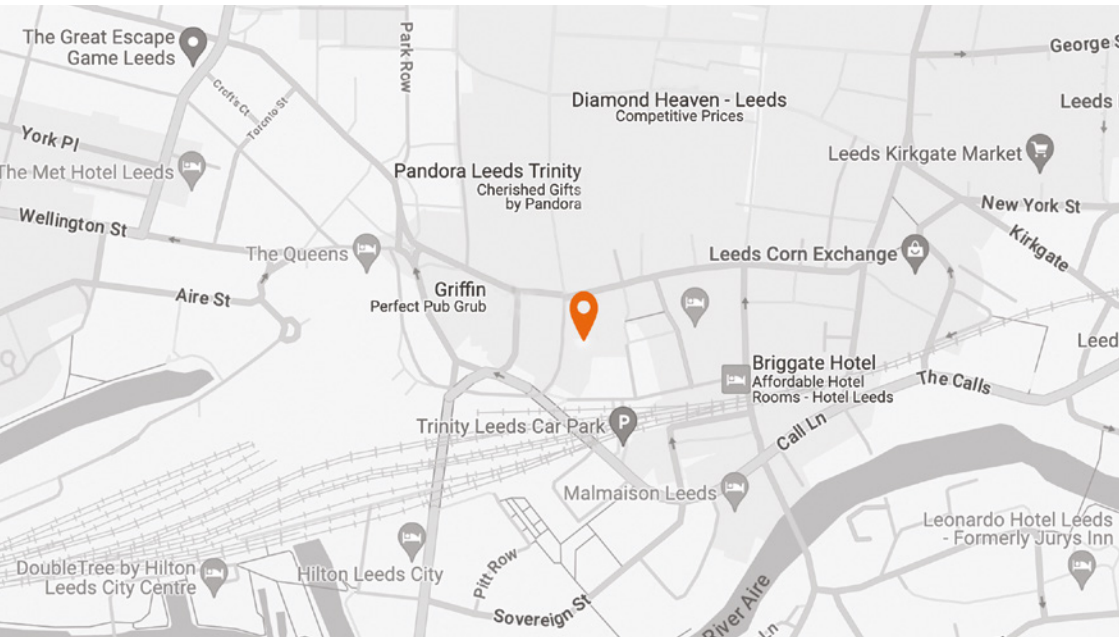 The Great Escape
Game Leeds
Park Row
George S
Croft's Ct
Toronto St
Diamond Heaven - Leeds
Competitive Prices
Leeds
York Pl
The Met Hotel Leeds
Pandora Leeds Trinity
Cherished Gifts
by Pandora
Leeds Kirkgate Market
New York St
Wellington St
The Queens
Leeds Corn Exchange
Kirkgate
Aire St
Griffin
Perfect Pub Grub
Leed
Briggate Hotel
Affordable Hotel
Rooms - Hotel Leeds
The Calls
Trinity Leeds Car Park
P
Call Ln
Malmaison Leeds
Leonardo Hotel Leeds
- Formerly Jurys Inn
DoubleTree by Hilton
Leeds City Centre
Hilton Leeds City
Pitt Row
Sovereign St
River Aire
Ln